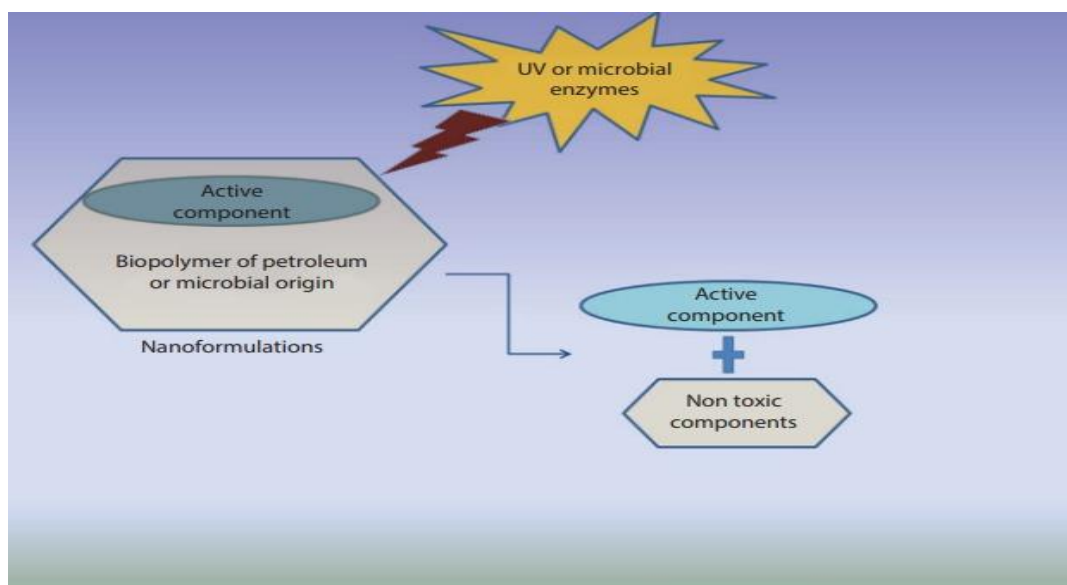 UV or microbial
enzymes
Active
component
Biopolymer of petroleum
or microbial origin
Nanoformulations
Active
component
Non toxic
components